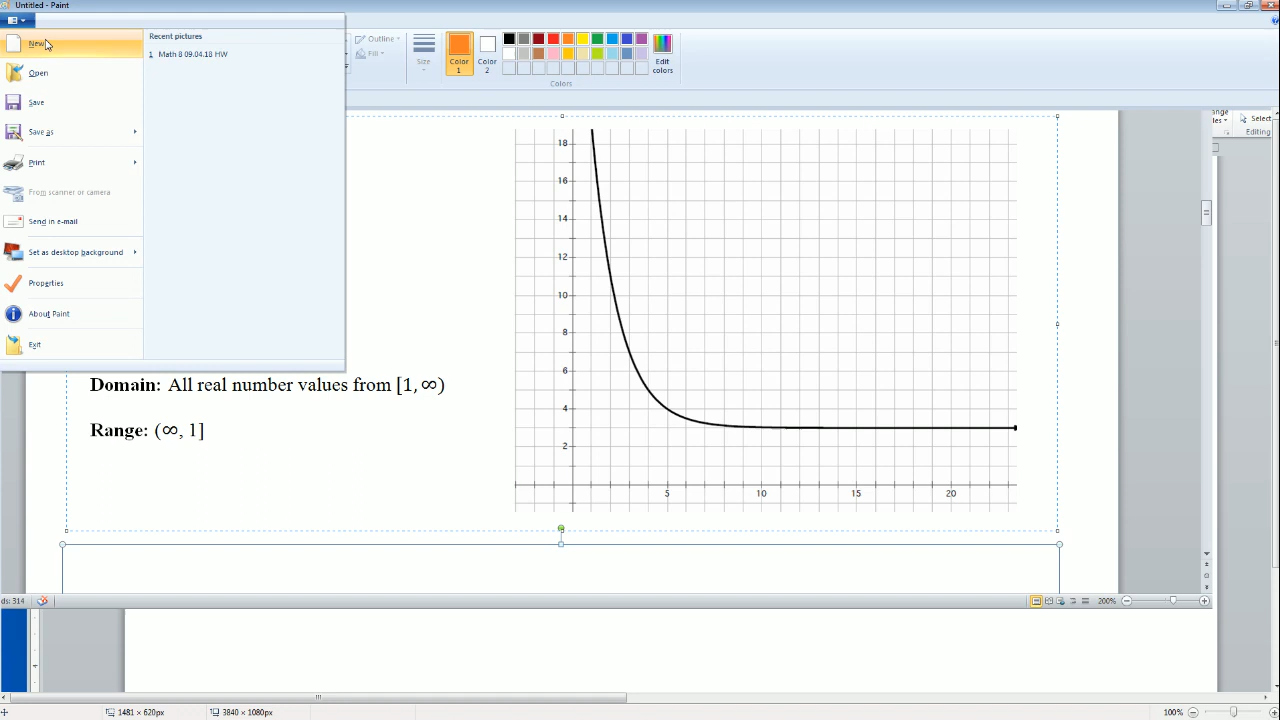 Untitled - Paint
New
Recent pictures
1 Math 8 09.04.18 HW
Open
Save
Save as
Print
From scanner or camera
Send in e-mail
Set as desktop background
Properties
About Paint
Exit
Outline
Fill
Size
Color 1
Color 2
Edit colors
Colors
Select
Editing
18
16
14
12
10
8
6
4
2
5 10 15 20
Domain: All real number values from [1, ∞)
Range: (∞, 1]
ds: 314
200%
1481 × 620px
3840 × 1080px
100%